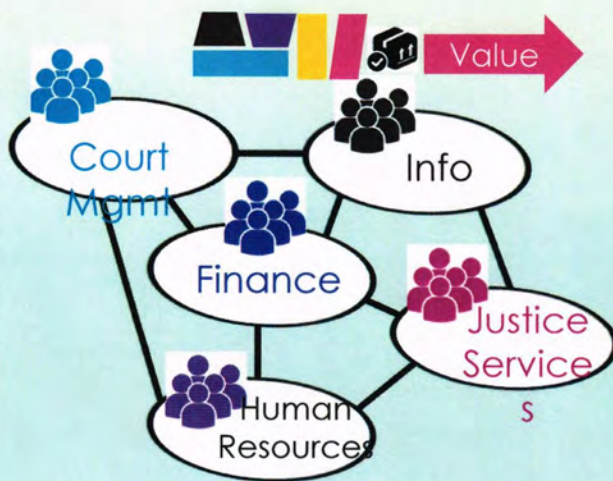 Value
Court
Mgmt
Info
Finance
Justice
Service
s
Human
Resources